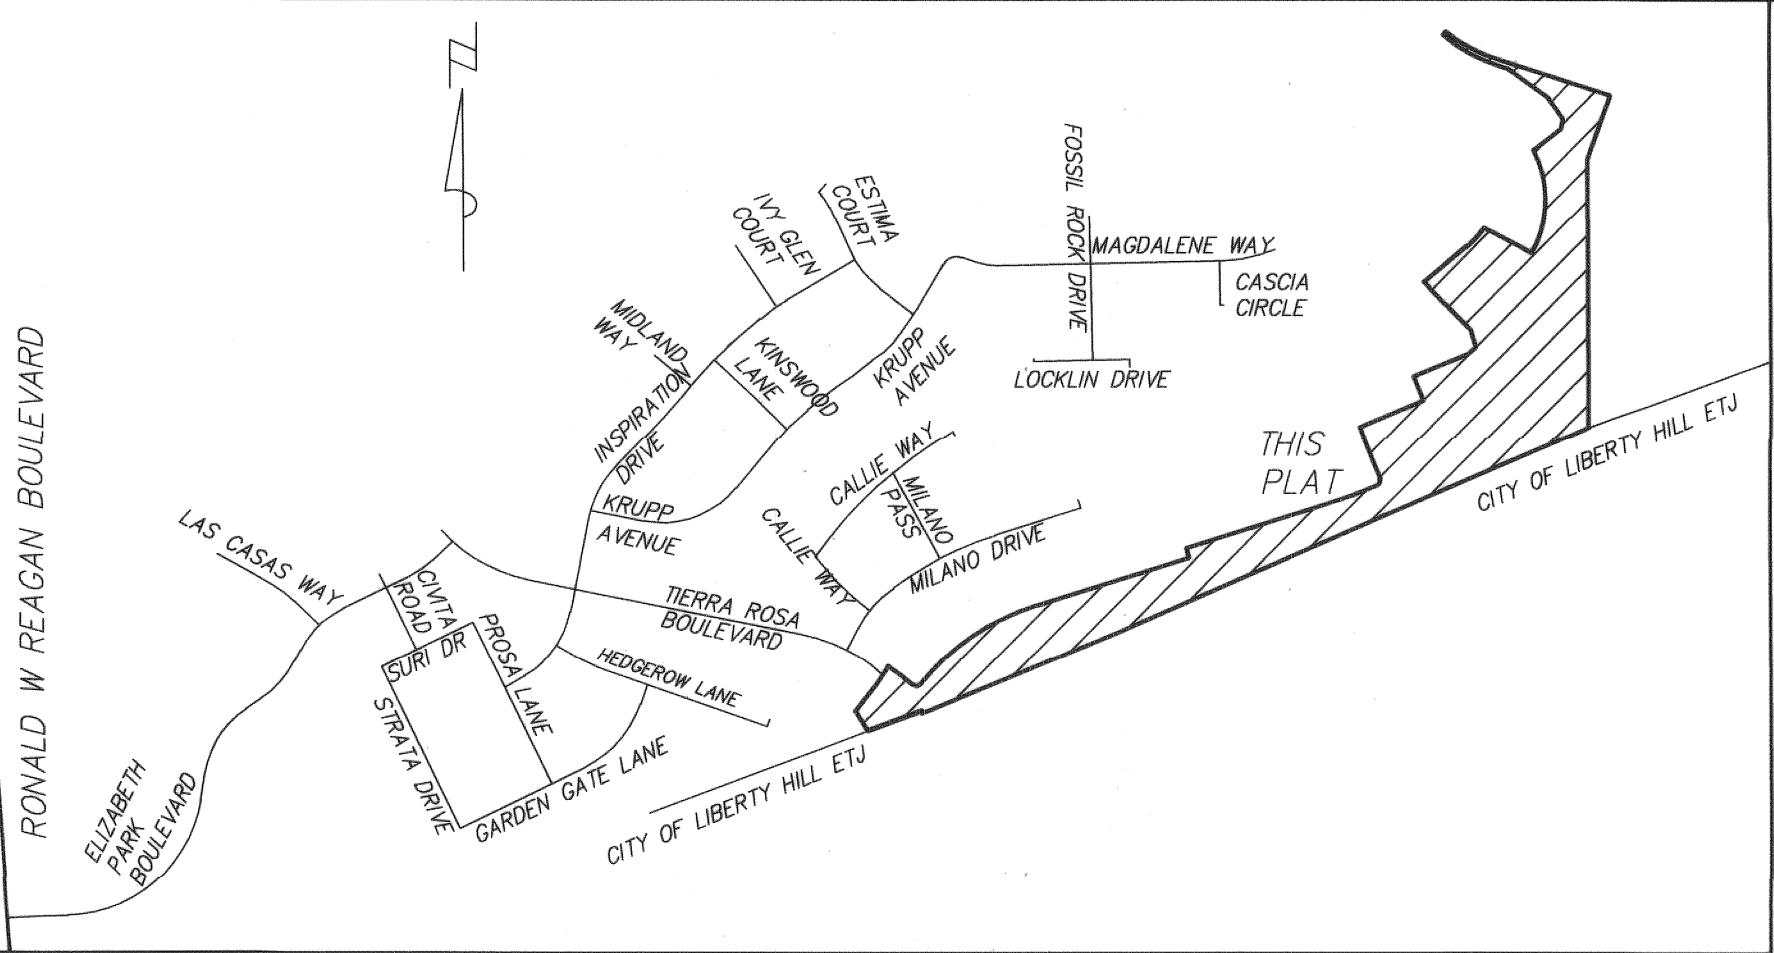 N
FOSSIL ROCK DRIVE
ESTIMA
COURT
IVY GLEN
COURT
MAGDALENE WAY
CASCIA
CIRCLE
MIDLAND
WAY
KINSWOOD
LANE
KRUPP
AVENUE
LOCKLIN DRIVE
INSPIRATION
DRIVE
RONALD W REAGAN BOULEVARD
CALLIE WAY
THIS
PLAT
CITY OF LIBERTY HILL ETJ
MILANO
PASS
KRUPP
AVENUE
CALLIE WAY
MILANO DRIVE
LAS CASAS WAY
CIVITA
ROAD
TIERRA ROSA
BOULEVARD
SURI DR
PROSA LANE
HEDGEROW LANE
STRATA DRIVE
GARDEN GATE LANE
CITY OF LIBERTY HILL ETJ
ELIZABETH
PARK
BOULEVARD